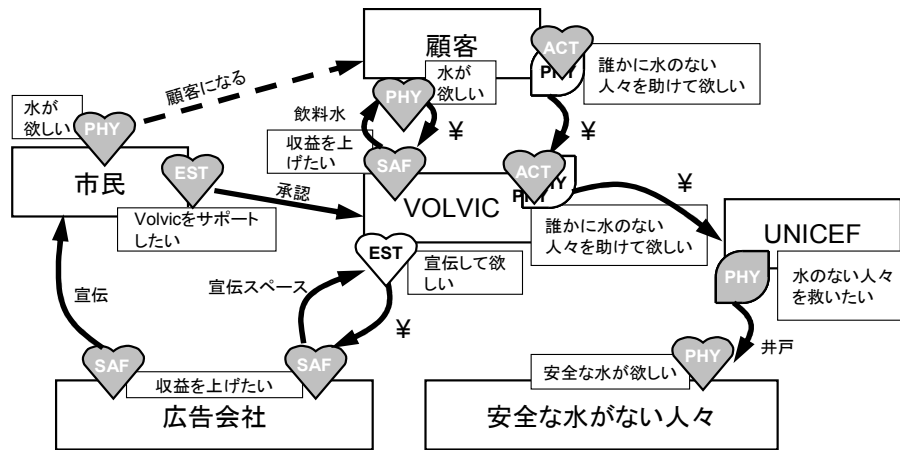 顧客
ACT
PHY
誰かに水のない
人々を助けて欲しい
水が
欲しい
PHY
顧客になる
水が
欲しい
PHY
飲料水
¥
¥
収益を上
げたい
SAF
市民
EST
承認
Volvicをサポート
したい
VOLVIC
ACT
PHY
PHY
¥
誰かに水のない
人々を助けて欲しい
UNICEF
EST
宣伝して欲
しい
宣伝スペース
¥
PHY
水のない人々
を救いたい
宣伝
井戸
SAF
収益を上げたい
SAF
広告会社
安全な水が欲しい
PHY
安全な水がない人々